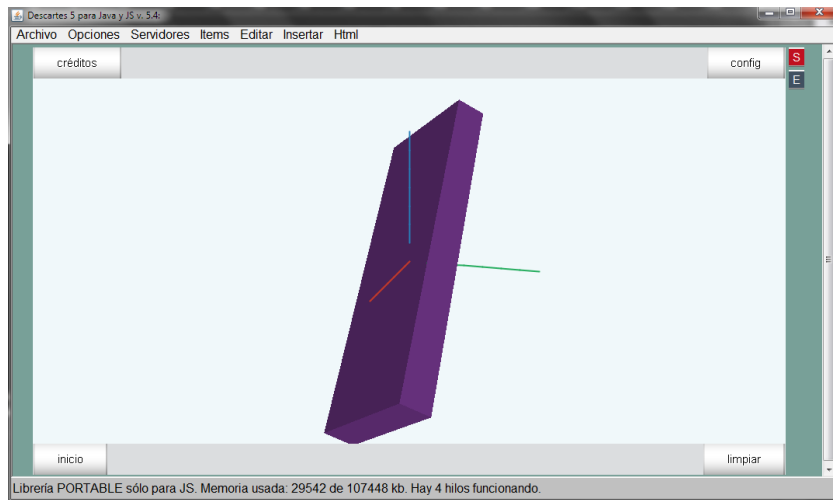 Descartes 5 para Java y JS v. 5.4:
Archivo Opciones Servidores Items Editar Insertar Html
créditos
config
S
E
inicio
limpiar
Librería PORTABLE sólo para JS. Memoria usada: 29542 de 107448 kb. Hay 4 hilos funcionando.